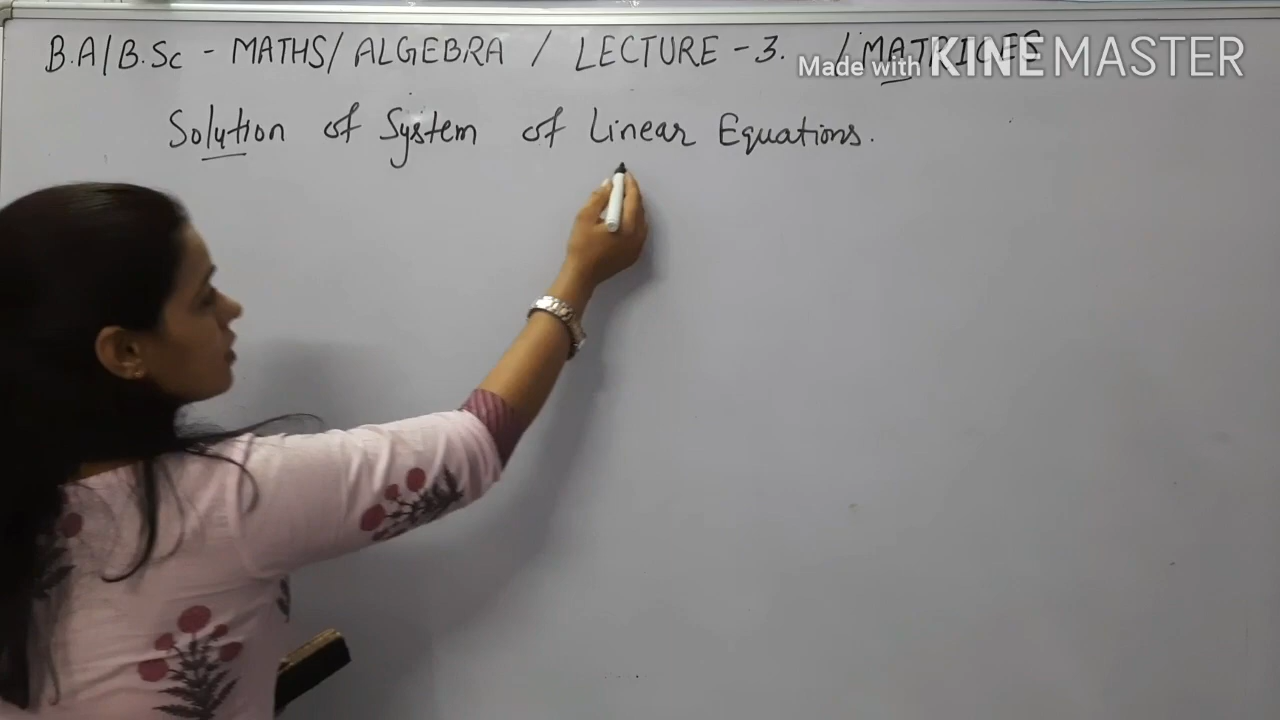 B.A/B.Sc - MATHS/ ALGEBRA / LECTURE - 3. / MATRICES
Made with KINEMASTER
Solution of System of Linear Equations.